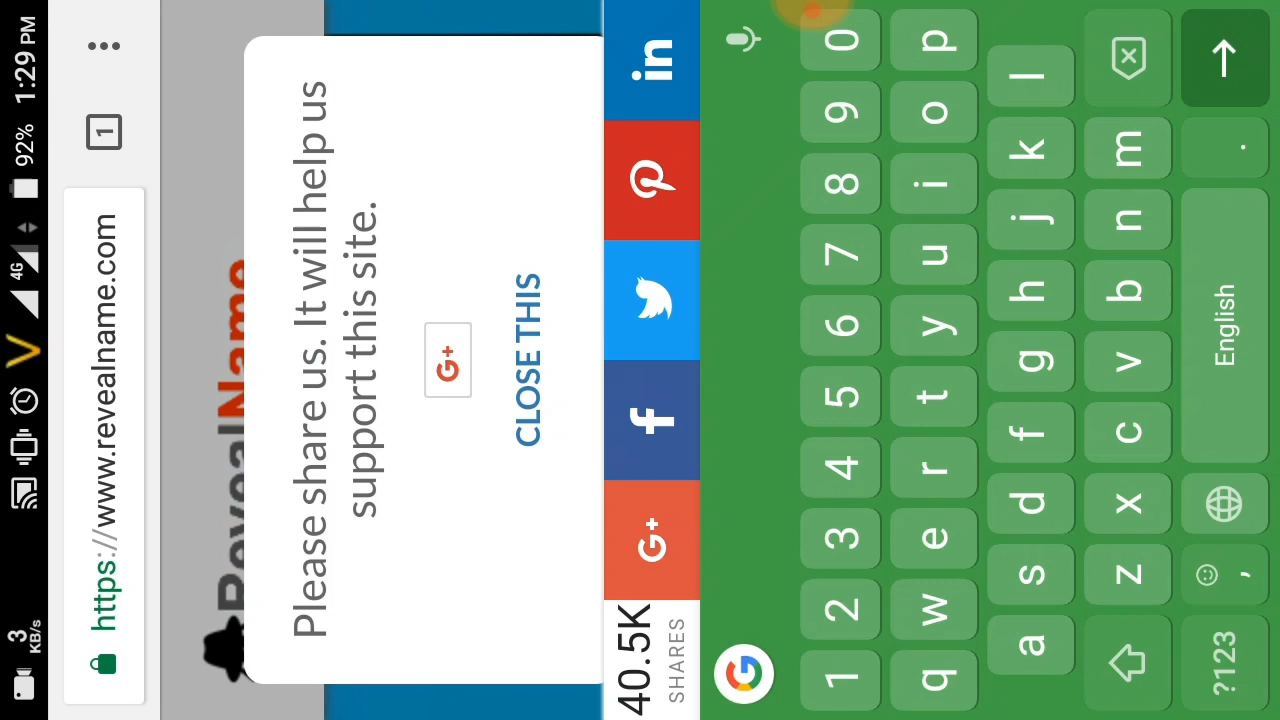 3 KB/s 4G 92% 1:29 PM
https://www.revealname.com 1
RevealName
Please share us. It will help us
support this site.
G+
CLOSE THIS
40.5K
SHARES
G+ f in
G
1 2 3 4 5 6 7 8 9 0
q w e r t y u i o p
a s d f g h j k l
z x c v b n m
?123 , English .